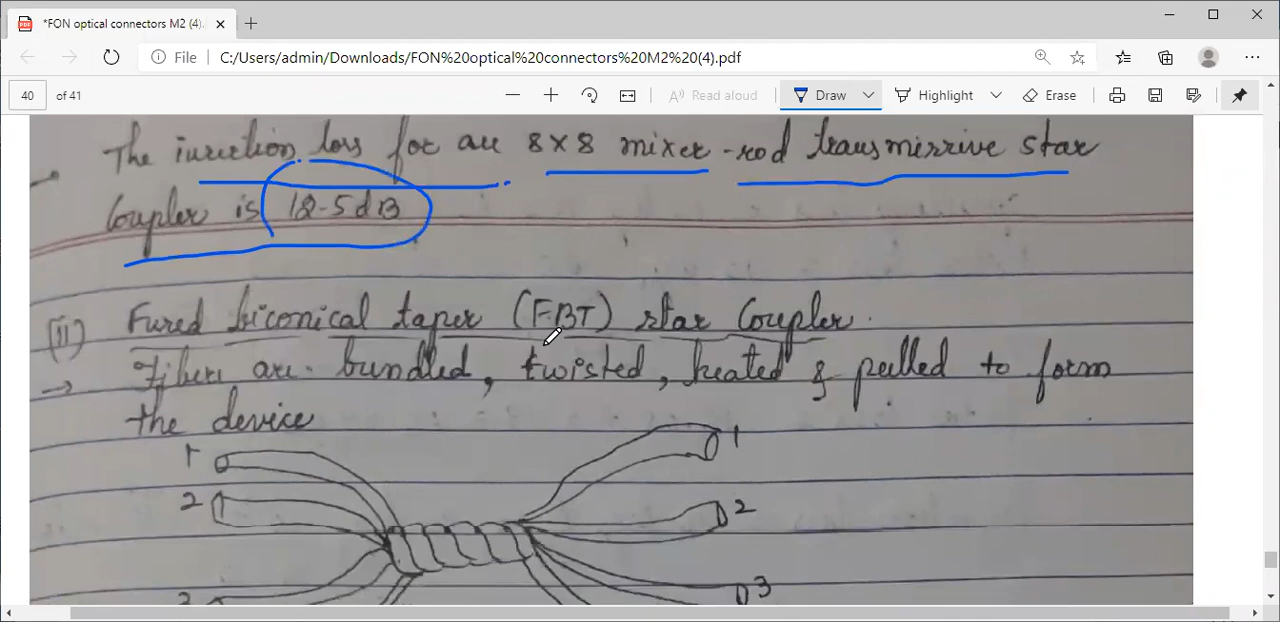 *FON optical connectors M2 (4).
File C:/Users/admin/Downloads/FON%20optical%20connectors%20M2%20(4).pdf
40 of 41 Read aloud Draw Highlight Erase
The insertion loss for an 8x8 mixer-rod transmissive star
Coupler is 12.5dB
(ii) Fused biconical taper (FBT) star Coupler.
→ Fibers are bundled, twisted, heated & pulled to form
the device
1 1
2 2
3 3